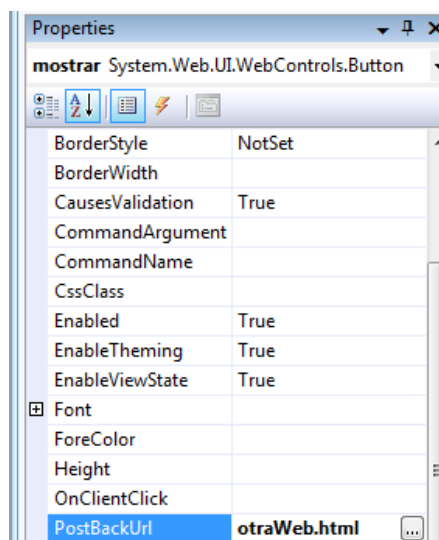 Properties
mostrar System.Web.UI.WebControls.Button
BorderStyle NotSet
BorderWidth
CausesValidation True
CommandArgument
CommandName
CssClass
Enabled True
EnableTheming True
EnableViewState True
Font
ForeColor
Height
OnClientClick
PostBackUrl otraWeb.html ...